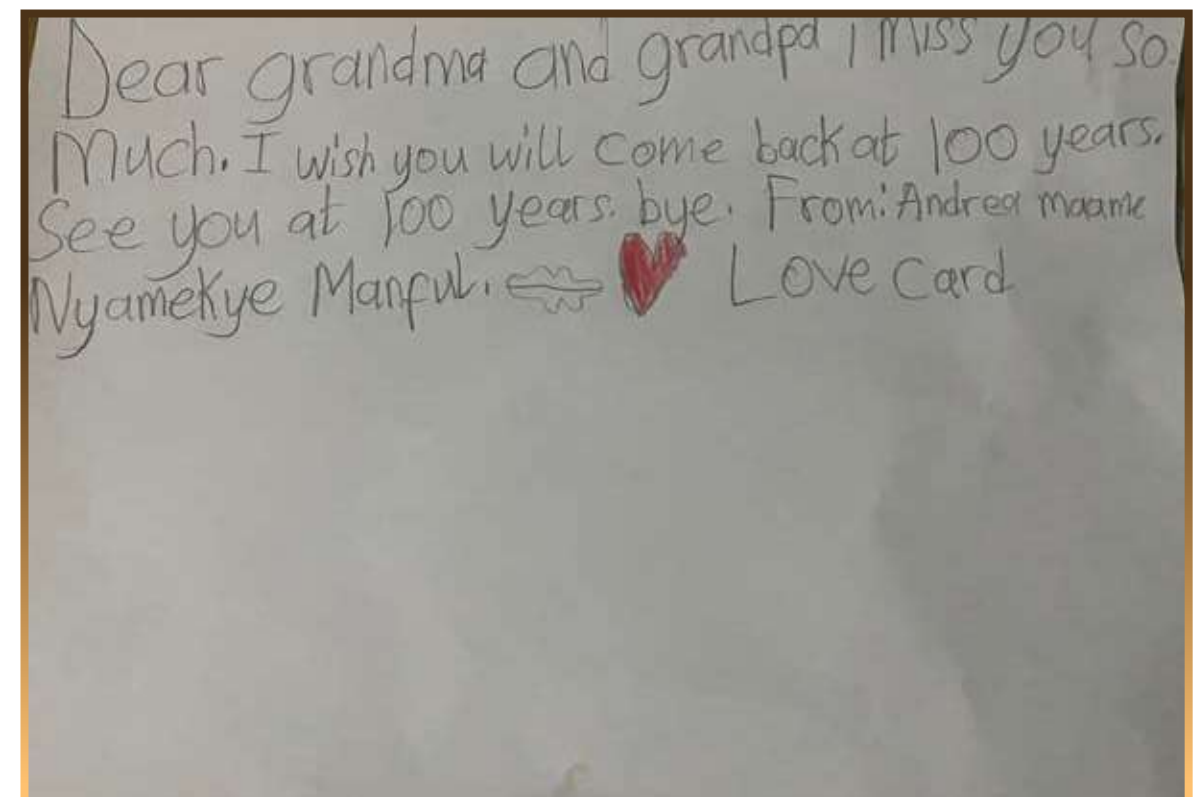 Dear grandma and grandpa I miss you so
Much. I wish you will come back at 100 years.
See you at 100 years. bye. From: Andrea maame
Nyamekye Manful. Love Card